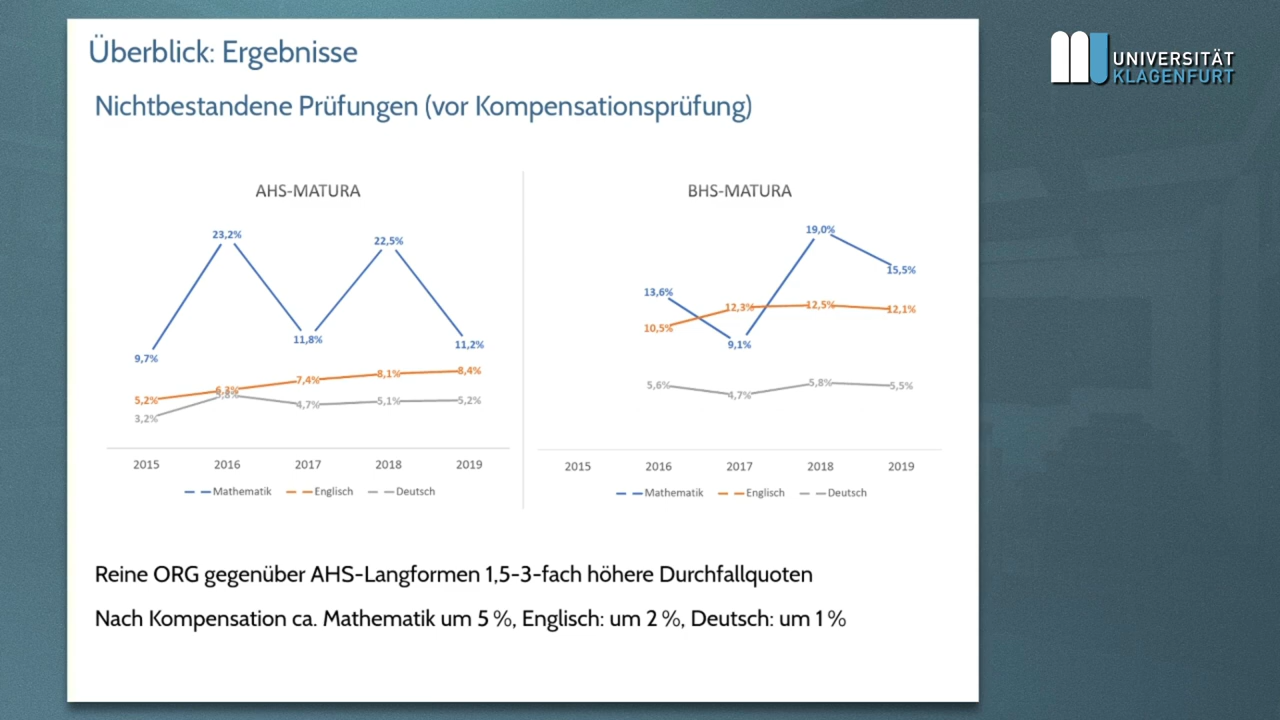 Überblick: Ergebnisse
Nichtbestandene Prüfungen (vor Kompensationsprüfung)
UNIVERSITÄT
KLAGENFURT
AHS-MATURA
23,2%
22,5%
11,8%
11,2%
9,7%
5,2%
6,3%
7,4%
8,1%
8,4%
3,2%
5,8%
4,7%
5,1%
5,2%
2015 2016 2017 2018 2019
Mathematik Englisch Deutsch
BHS-MATURA
19,0%
15,5%
13,6%
9,1%
10,5%
12,3%
12,5%
12,1%
5,6%
4,7%
5,8%
5,5%
2015 2016 2017 2018 2019
Mathematik Englisch Deutsch
Reine ORG gegenüber AHS-Langformen 1,5-3-fach höhere Durchfallquoten
Nach Kompensation ca. Mathematik um 5 %, Englisch: um 2 %, Deutsch: um 1 %